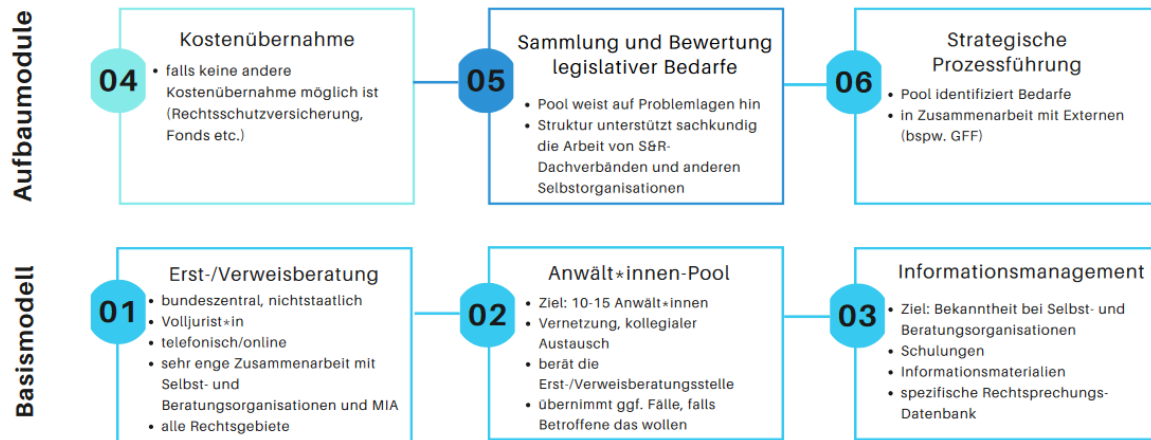 Aufbaumodule
04
Kostenübernahme
• falls keine andere
Kostenübernahme möglich ist
(Rechtsschutzversicherung,
Fonds etc.)
05
Sammlung und Bewertung
legislativer Bedarfe
• Pool weist auf Problemlagen hin
• Struktur unterstützt sachkundig
die Arbeit von S&R-
Dachverbänden und anderen
Selbstorganisationen
06
Strategische
Prozessführung
• Pool identifiziert Bedarfe
• in Zusammenarbeit mit Externen
(bspw. GFF)
Basismodell
01
Erst-/Verweisberatung
• bundeszentral, nichtstaatlich
• Volljurist*in
• telefonisch/online
• sehr enge Zusammenarbeit mit
Selbst- und
Beratungsorganisationen und MIA
• alle Rechtsgebiete
02
Anwält*innen-Pool
• Ziel: 10-15 Anwält*innen
• Vernetzung, kollegialer
Austausch
• berät die
Erst-/Verweisberatungsstelle
• übernimmt ggf. Fälle, falls
Betroffene das wollen
03
Informationsmanagement
• Ziel: Bekanntheit bei Selbst- und
Beratungsorganisationen
• Schulungen
• Informationsmaterialien
• spezifische Rechtsprechungs-
Datenbank